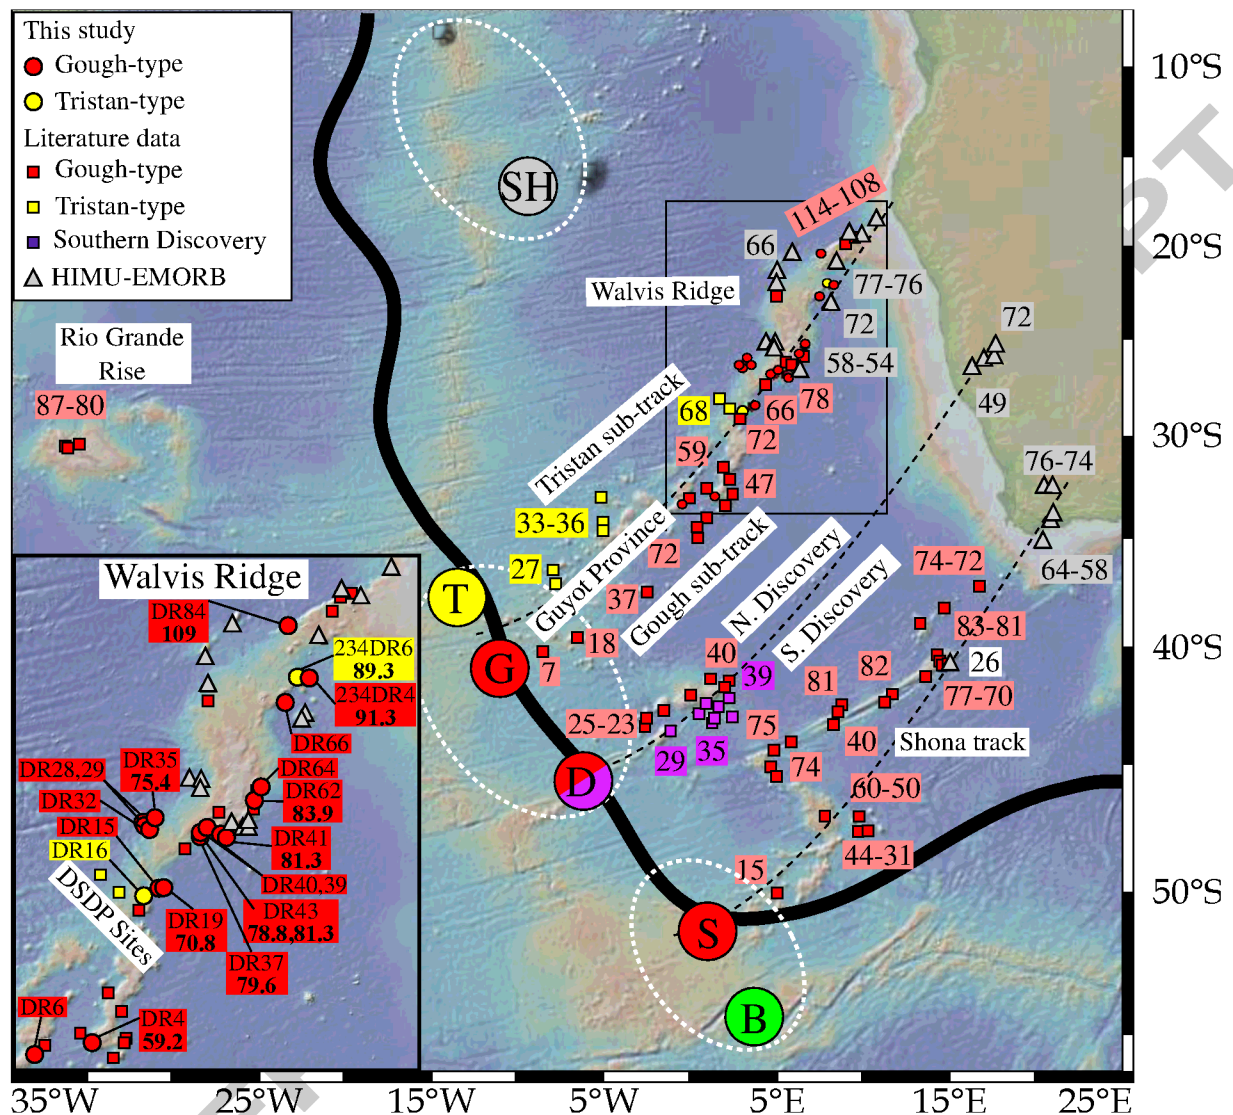 This study
Gough-type
Tristan-type
Literature data
Gough-type
Tristan-type
Southern Discovery
HIMU-EMORB
Rio Grande
Rise
87-80
SH
114-108
66
Walvis Ridge
77-76
72
58-54
72
49
Tristan sub-track
68
66
78
72
59
47
76-74
64-58
33-36
27
Guyot Province
72
Gough sub-track
N. Discovery
S. Discovery
37
18
7
T
G
D
S
B
40
39
25-23
29
35
75
74
81
82
40
74-72
83-81
26
77-70
Shona track
60-50
44-31
15
Walvis Ridge
DR84
109
234DR6
89.3
234DR4
91.3
DR66
DR35
75.4
DR28,29
DR32
DR15
DR16
DR64
DR62
83.9
DR41
81.3
DR40,39
DR43
78.8,81.3
DR37
79.6
DR19
70.8
DSDP Sites
DR6
DR4
59.2
10°S
20°S
30°S
40°S
50°S
35°W
25°W
15°W
5°W
5°E
15°E
25°E
PT